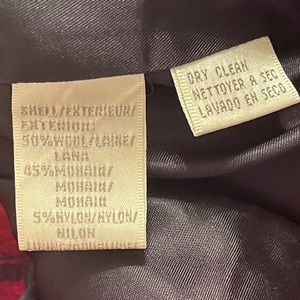 SHELL/EXTERIEUR/
EXTERIOR:
50%WOOL/LAINE/
LANA
45%MOHAIR/
MOHAIR/
MOHAIR
5%NYLON/NYLON/
NILON
DRY CLEAN
NETTOYER A SEC
LAVADO EN SECO